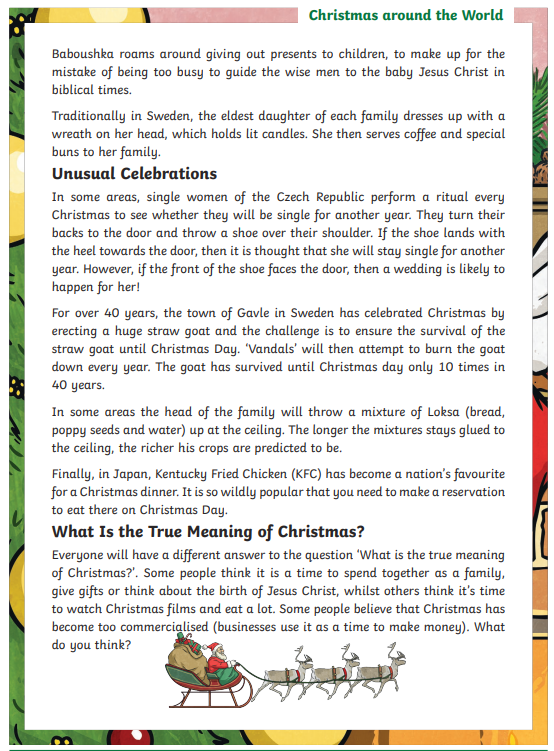 Christmas around the World
Baboushka roams around giving out presents to children, to make up for the
mistake of being too busy to guide the wise men to the baby Jesus Christ in
biblical times.
Traditionally in Sweden, the eldest daughter of each family dresses up with a
wreath on her head, which holds lit candles. She then serves coffee and special
buns to her family.
Unusual Celebrations
In some areas, single women of the Czech Republic perform a ritual every
Christmas to see whether they will be single for another year. They turn their
backs to the door and throw a shoe over their shoulder. If the shoe lands with
the heel towards the door, then it is thought that she will stay single for another
year. However, if the front of the shoe faces the door, then a wedding is likely to
happen for her!
For over 40 years, the town of Gavle in Sweden has celebrated Christmas by
erecting a huge straw goat and the challenge is to ensure the survival of the
straw goat until Christmas Day. ‘Vandals’ will then attempt to burn the goat
down every year. The goat has survived until Christmas day only 10 times in
40 years.
In some areas the head of the family will throw a mixture of Loksa (bread,
poppy seeds and water) up at the ceiling. The longer the mixtures stays glued to
the ceiling, the richer his crops are predicted to be.
Finally, in Japan, Kentucky Fried Chicken (KFC) has become a nation’s favourite
for a Christmas dinner. It is so wildly popular that you need to make a reservation
to eat there on Christmas Day.
What Is the True Meaning of Christmas?
Everyone will have a different answer to the question ‘What is the true meaning
of Christmas?’. Some people think it is a time to spend together as a family,
give gifts or think about the birth of Jesus Christ, whilst others think it’s time
to watch Christmas films and eat a lot. Some people believe that Christmas has
become too commercialised (businesses use it as a time to make money). What
do you think?